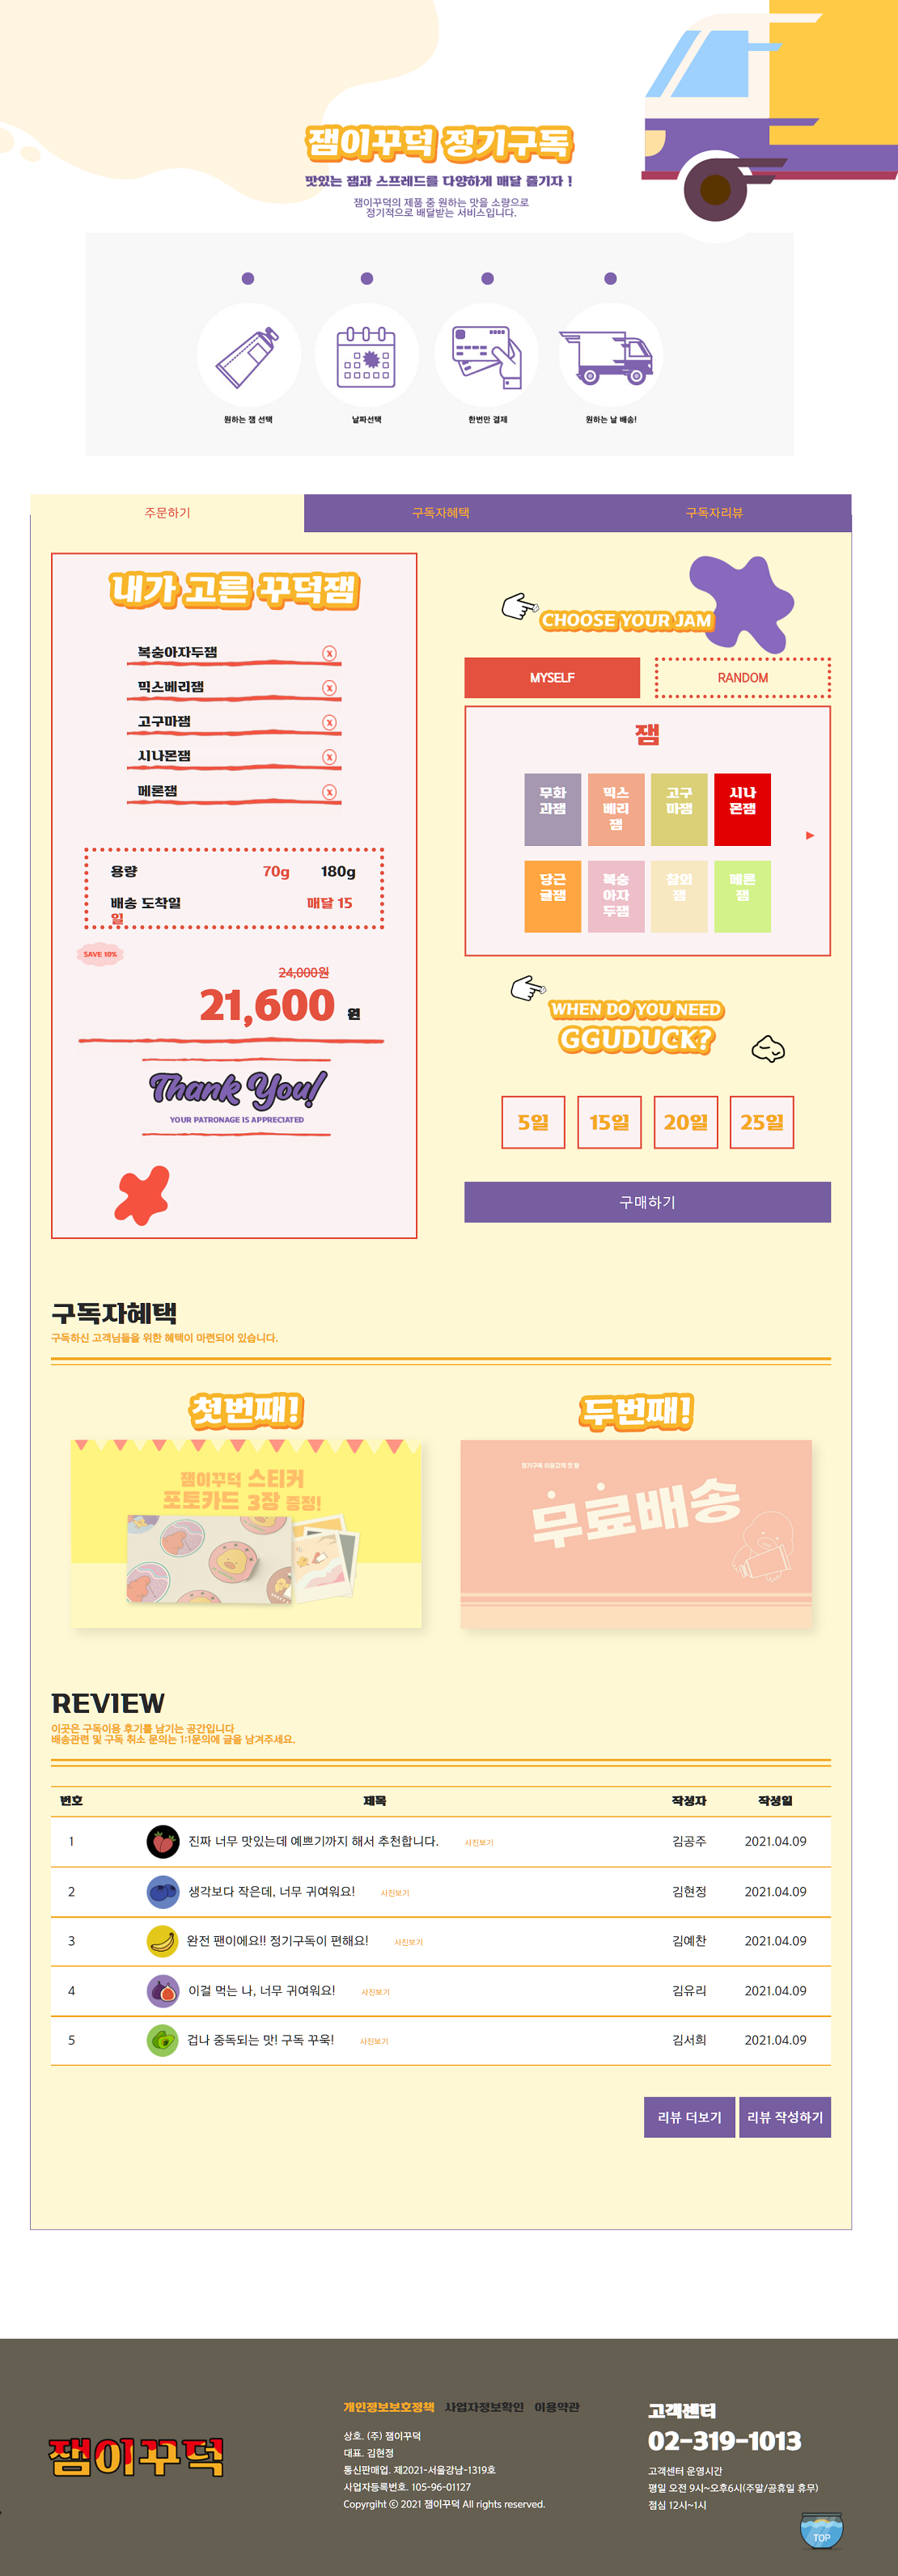 잼이꾸덕 정기구독
맛있는 잼과 스프레드를 다양하게 매달 즐기자 !
잼이꾸덕의 제품 중 원하는 맛을 소량으로
정기적으로 배달받는 서비스입니다.
원하는 잼 선택
날짜선택
한번만 결제
원하는 날 배송!
주문하기
구독자혜택
구독자리뷰
내가 고른 꾸덕잼
복숭아자두잼 x
믹스베리잼 x
고구마잼 x
시나몬잼 x
메론잼 x
용량 70g 180g
배송 도착일 매달 15
일
SAVE 10%
24,000원
21,600 원
Thank You!
YOUR PATRONAGE IS APPRECIATED
CHOOSE YOUR JAM
MYSELF
RANDOM
잼
무화
과잼
믹스
베리
잼
고구
마잼
시나
몬잼
당근
귤잼
복숭
아자
두잼
참외
잼
메론
잼
WHEN DO YOU NEED
GGUDUCK?
5일
15일
20일
25일
구매하기
구독자혜택
구독하신 고객님들을 위한 혜택이 마련되어 있습니다.
첫번째!
잼이꾸덕 스티커
포토카드 3장 증정!
두번째!
정기구독 이용고객 첫 달
무료배송
REVIEW
이곳은 구독이용 후기를 남기는 공간입니다
배송관련 및 구독 취소 문의는 1:1문의에 글을 남겨주세요.
번호 제목 작성자 작성일
1 진짜 너무 맛있는데 예쁘기까지 해서 추천합니다. 사진보기 김공주 2021.04.09
2 생각보다 작은데, 너무 귀여워요! 사진보기 김현정 2021.04.09
3 완전 팬이에요!! 정기구독이 편해요! 사진보기 김예찬 2021.04.09
4 이걸 먹는 나, 너무 귀여워요! 사진보기 김유리 2021.04.09
5 겁나 중독되는 맛! 구독 꾸욱! 사진보기 김서희 2021.04.09
리뷰 더보기
리뷰 작성하기
잼이꾸덕
개인정보보호정책 사업자정보확인 이용약관
상호. (주) 잼이꾸덕
대표. 김현정
통신판매업. 제2021-서울강남-1319호
사업자등록번호. 105-96-01127
Copyrgiht ⓒ 2021 잼이꾸덕 All rights reserved.
고객센터
02-319-1013
고객센터 운영시간
평일 오전 9시~오후6시(주말/공휴일 휴무)
점심 12시~1시
TOP